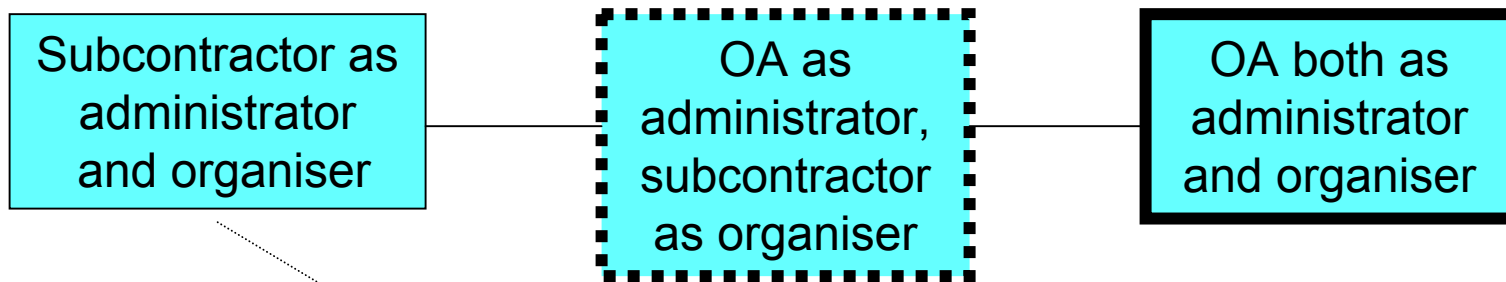 Subcontractor as
administrator
and organiser
OA as
administrator,
subcontractor
as organiser
OA both as
administrator
and organiser